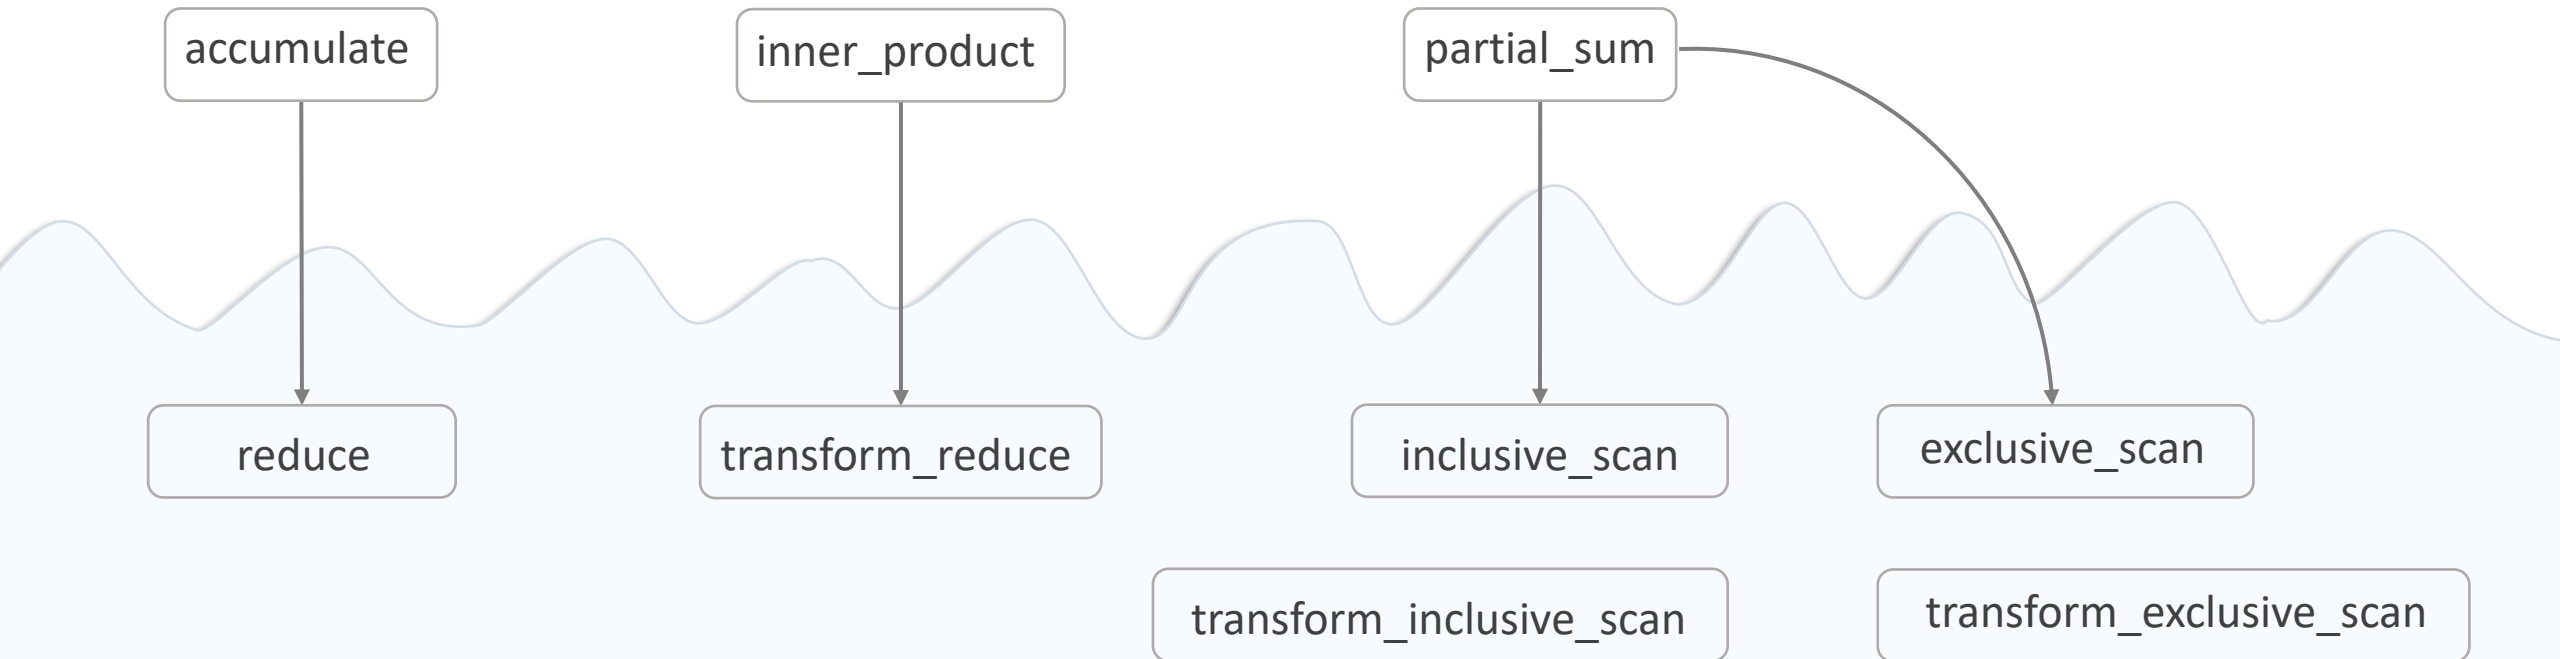 accumulate
inner_product
partial_sum
reduce
transform_reduce
inclusive_scan
exclusive_scan
transform_inclusive_scan
transform_exclusive_scan